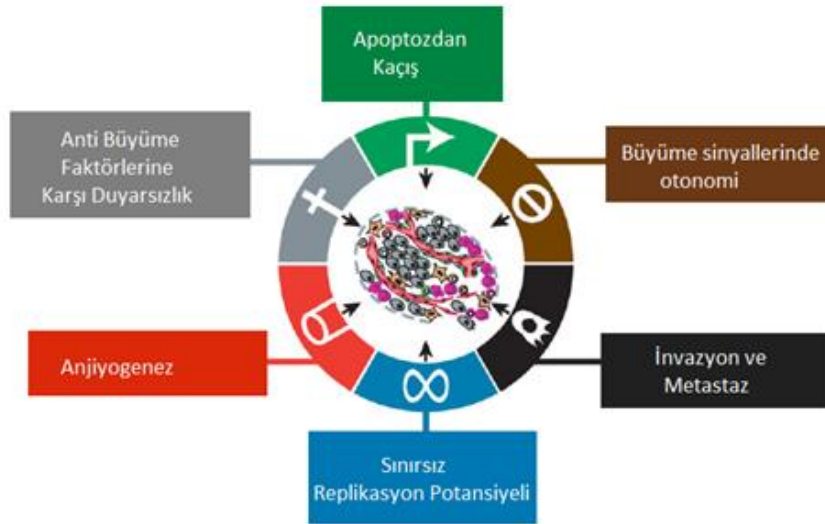 Apoptozdan
Kaçış
Anti Büyüme
Faktörlerine
Karşı Duyarsızlık
Büyüme sinyallerinde
otonomi
Anjiyogenez
İnvazyon ve
Metastaz
Sınırsız
Replikasyon Potansiyeli